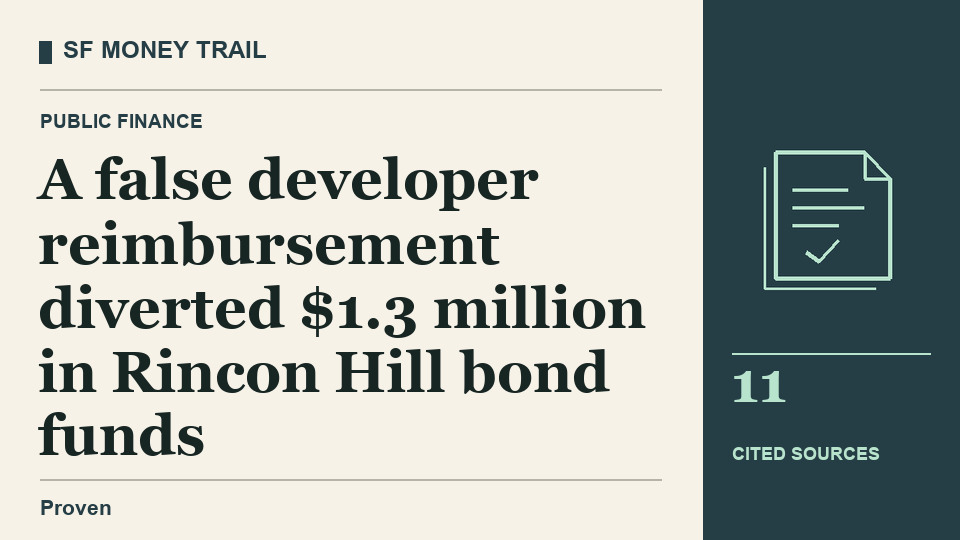 SF MONEY TRAIL
PUBLIC FINANCE
A false developer
reimbursement
diverted $1.3 million
in Rincon Hill bond
funds
Proven
11
CITED SOURCES